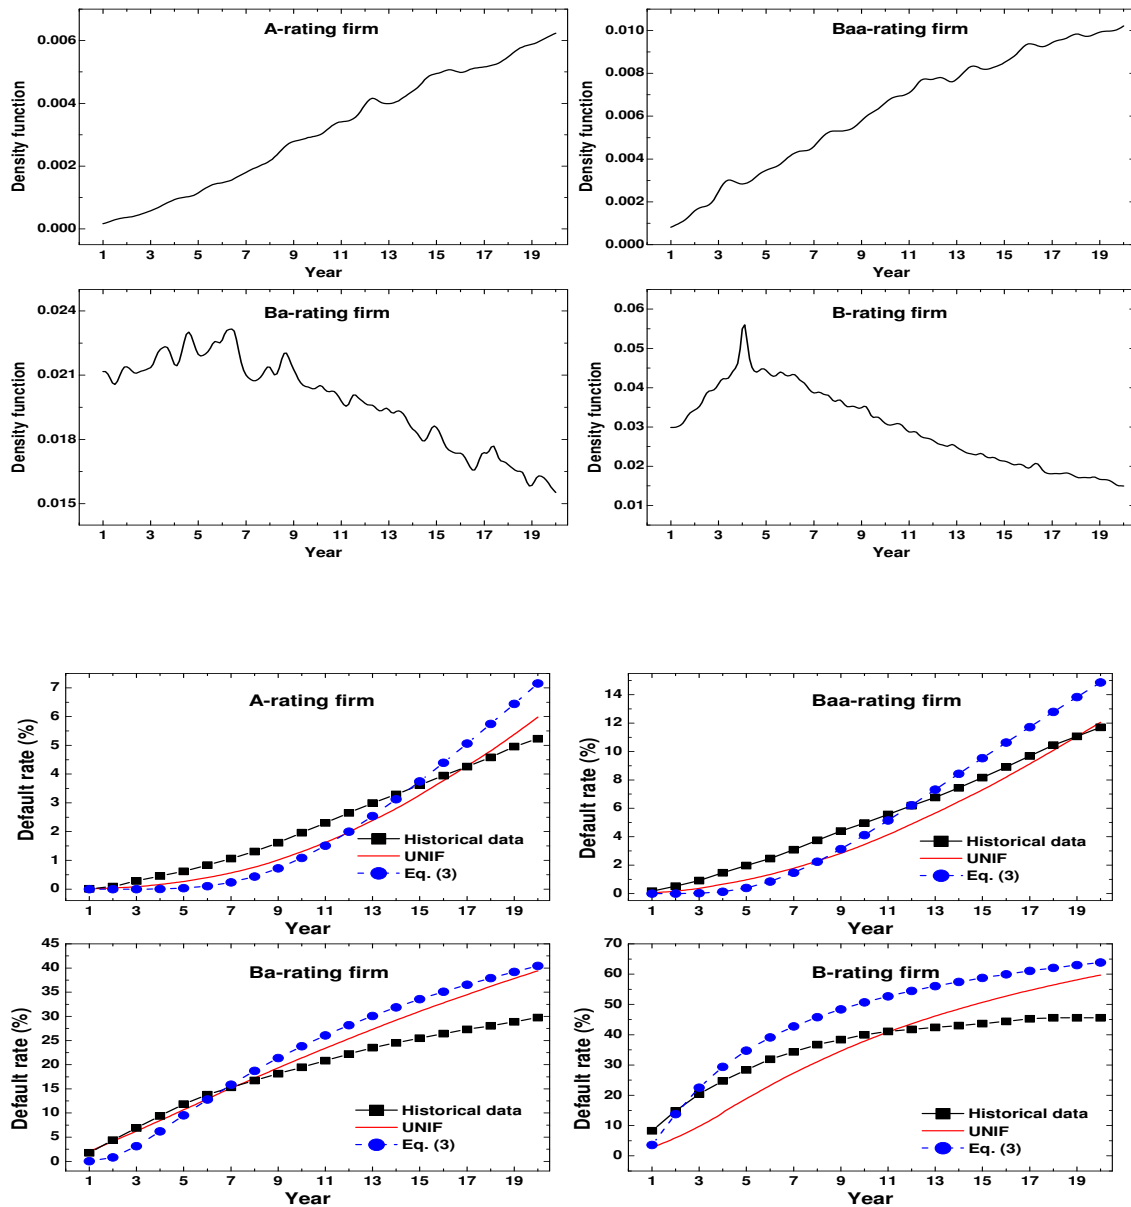 A-rating firm
0.006
0.004
0.002
0.000
Density function
1 3 5 7 9 11 13 15 17 19
Year
Baa-rating firm
0.010
0.008
0.006
0.004
0.002
0.000
Density function
1 3 5 7 9 11 13 15 17 19
Year
Ba-rating firm
0.024
0.021
0.018
0.015
Density function
1 3 5 7 9 11 13 15 17 19
Year
B-rating firm
0.06
0.05
0.04
0.03
0.02
0.01
Density function
1 3 5 7 9 11 13 15 17 19
Year
A-rating firm
7
6
5
4
3
2
1
0
Default rate (%)
Historical data
UNIF
Eq. (3)
1 3 5 7 9 11 13 15 17 19
Year
Baa-rating firm
14
12
10
8
6
4
2
0
Default rate (%)
Historical data
UNIF
Eq. (3)
1 3 5 7 9 11 13 15 17 19
Year
Ba-rating firm
45
40
35
30
25
20
15
10
5
0
Default rate (%)
Historical data
UNIF
Eq. (3)
1 3 5 7 9 11 13 15 17 19
Year
B-rating firm
70
60
50
40
30
20
10
0
Default rate (%)
Historical data
UNIF
Eq. (3)
1 3 5 7 9 11 13 15 17 19
Year